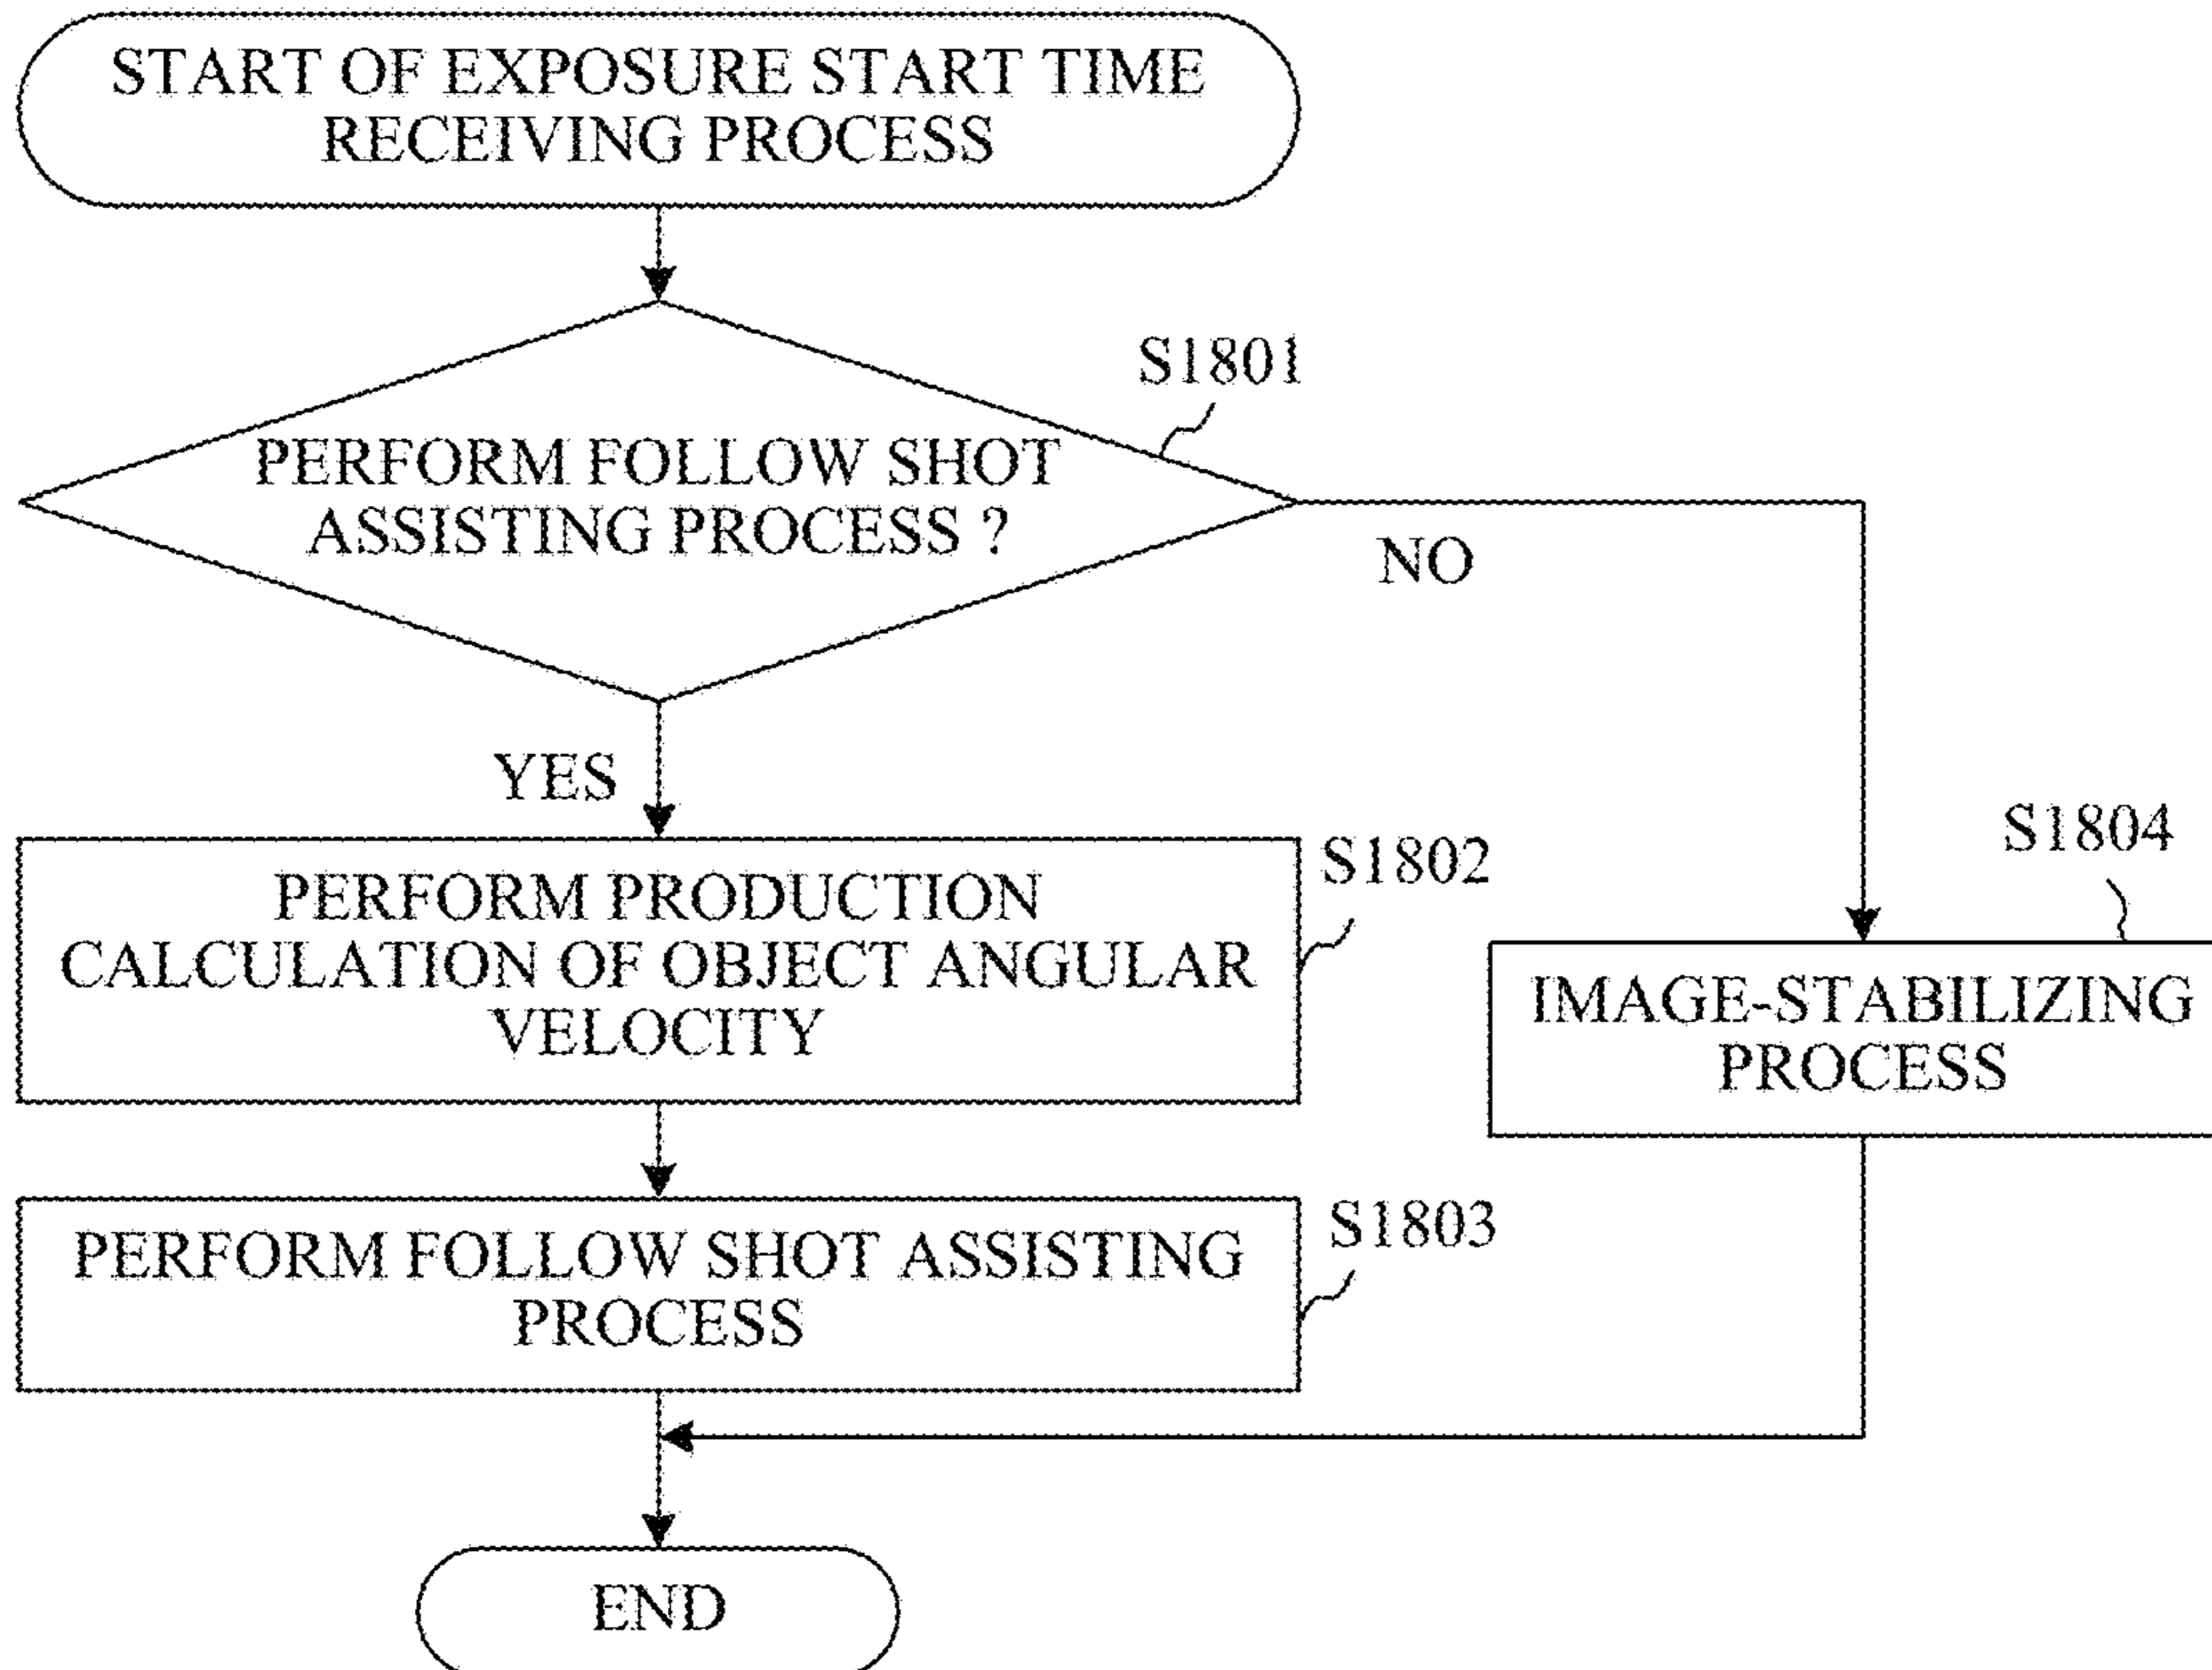 START OF EXPOSURE START TIME
RECEIVING PROCESS
S1801
PERFORM FOLLOW SHOT
ASSISTING PROCESS ?
NO
YES
S1802
PERFORM PRODUCTION
CALCULATION OF OBJECT ANGULAR
VELOCITY
S1804
IMAGE-STABILIZING
PROCESS
S1803
PERFORM FOLLOW SHOT ASSISTING
PROCESS
END